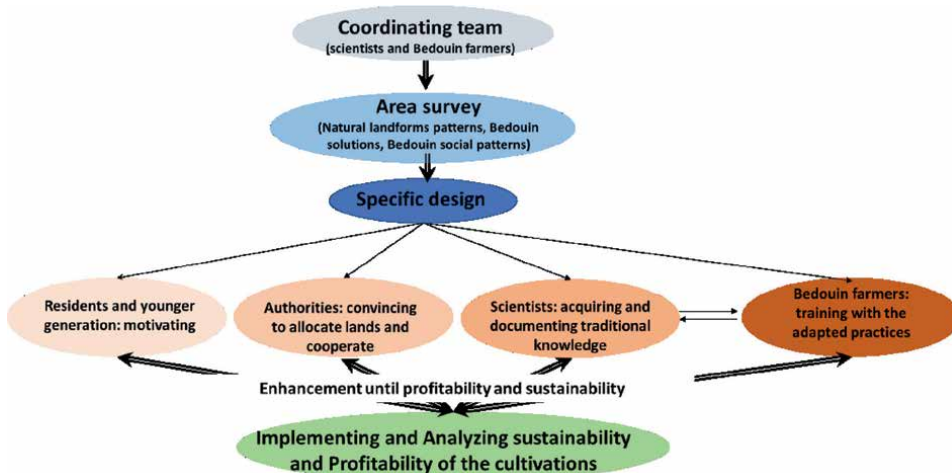 Coordinating team
(scientists and Bedouin farmers)
Area survey
(Natural landforms patterns, Bedouin
solutions, Bedouin social patterns)
Specific design
Residents and younger
generation: motivating
Authorities: convincing
to allocate lands and
cooperate
Scientists: acquiring and
documenting traditional
knowledge
Bedouin farmers:
training with the
adapted practices
Enhancement until profitability and sustainability
Implementing and Analyzing sustainability
and Profitability of the cultivations